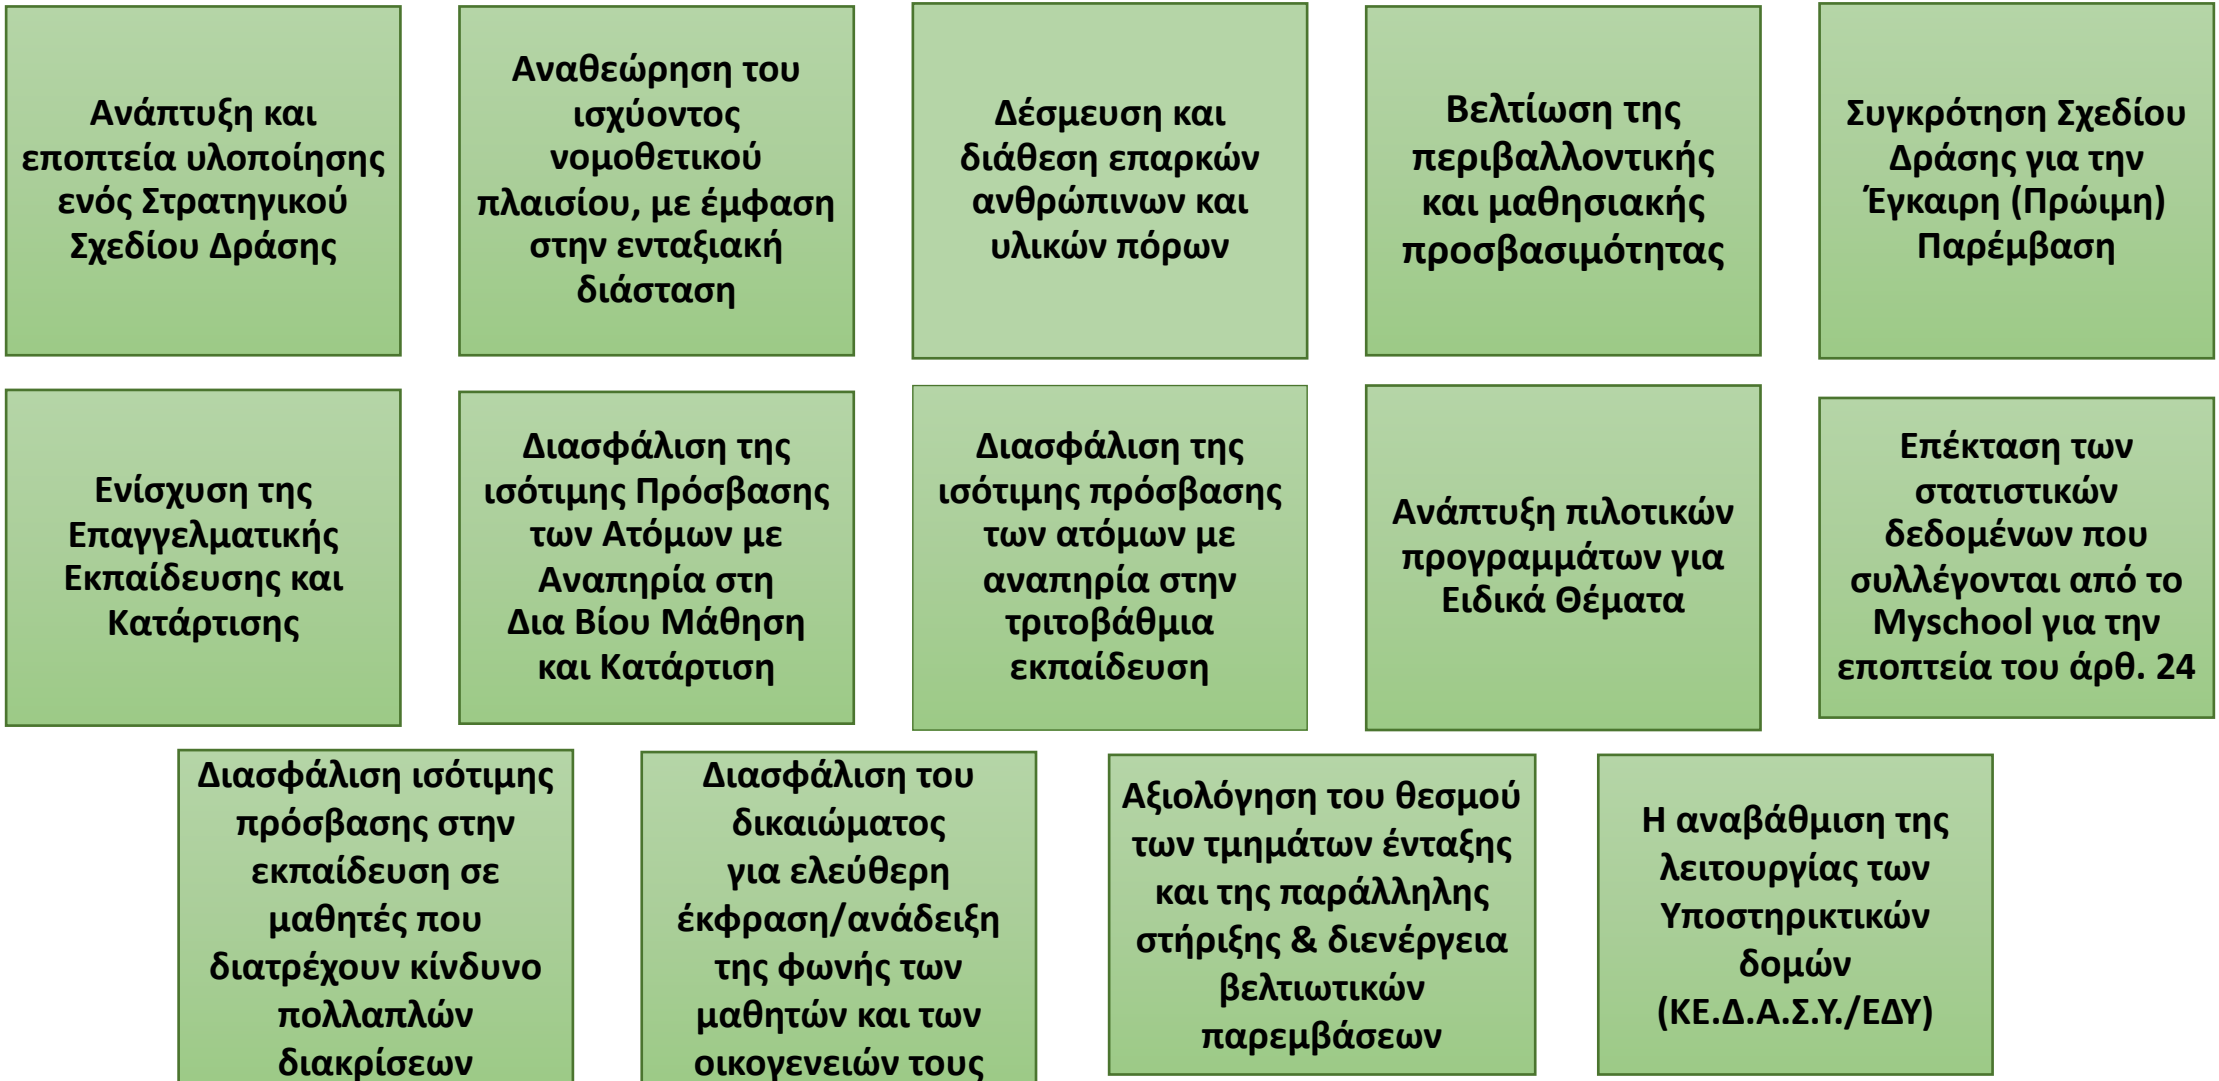 Ανάπτυξη και
εποπτεία υλοποίησης
ενός Στρατηγικού
Σχεδίου Δράσης
Αναθεώρηση του
ισχύοντος
νομοθετικού
πλαισίου, με έμφαση
στην ενταξιακή
διάσταση
Δέσμευση και
διάθεση επαρκών
ανθρώπινων και
υλικών πόρων
Βελτίωση της
περιβαλλοντικής
και μαθησιακής
προσβασιμότητας
Συγκρότηση Σχεδίου
Δράσης για την
Έγκαιρη (Πρώιμη)
Παρέμβαση
Ενίσχυση της
Επαγγελματικής
Εκπαίδευσης και
Κατάρτισης
Διασφάλιση της
ισότιμης Πρόσβασης
των Ατόμων με
Αναπηρία στη
Δια Βίου Μάθηση
και Κατάρτιση
Διασφάλιση της
ισότιμης πρόσβασης
των ατόμων με
αναπηρία στην
τριτοβάθμια
εκπαίδευση
Ανάπτυξη πιλοτικών
προγραμμάτων για
Ειδικά Θέματα
Επέκταση των
στατιστικών
δεδομένων που
συλλέγονται από το
Myschool για την
εποπτεία του άρθ. 24
Διασφάλιση ισότιμης
πρόσβασης στην
εκπαίδευση σε
μαθητές που
διατρέχουν κίνδυνο
πολλαπλών
διακρίσεων
Διασφάλιση του
δικαιώματος
για ελεύθερη
έκφραση/ανάδειξη
της φωνής των
μαθητών και των
οικογενειών τους
Αξιολόγηση του θεσμού
των τμημάτων ένταξης
και της παράλληλης
στήριξης & διενέργεια
βελτιωτικών
παρεμβάσεων
Η αναβάθμιση της
λειτουργίας των
Υποστηρικτικών
δομών
(ΚΕ.Δ.Α.Σ.Υ./ΕΔΥ)